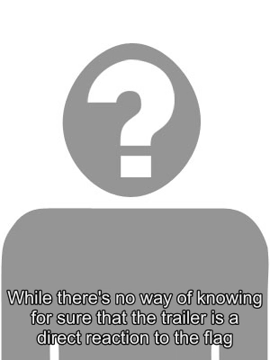 ?
While there's no way of knowing
for sure that the trailer is a
direct reaction to the flag